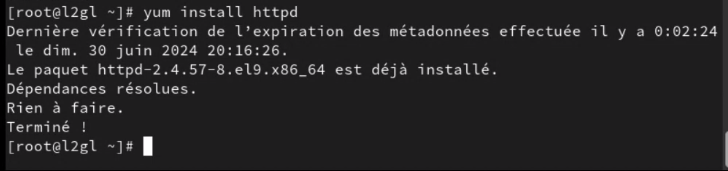 [root@l2gl ~]# yum install httpd
Dernière vérification de l’expiration des métadonnées effectuée il y a 0:02:24
le dim. 30 juin 2024 20:16:26.
Le paquet httpd-2.4.57-8.el9.x86_64 est déjà installé.
Dépendances résolues.
Rien à faire.
Terminé !
[root@l2gl ~]#